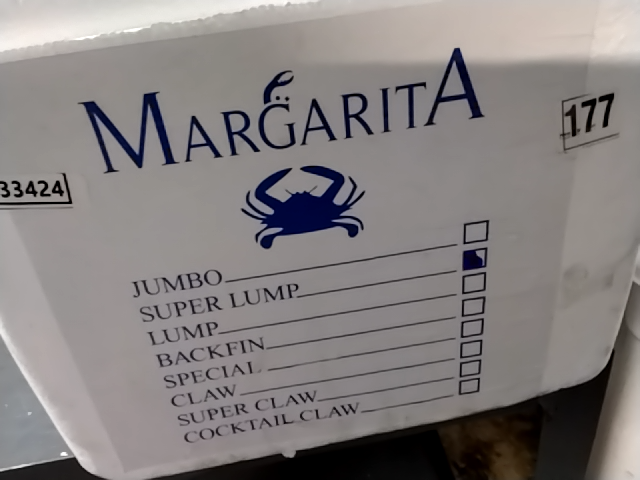 MARGARITA
177
33424
JUMBO
SUPER LUMP
LUMP
BACKFIN
SPECIAL
CLAW
SUPER CLAW
COCKTAIL CLAW